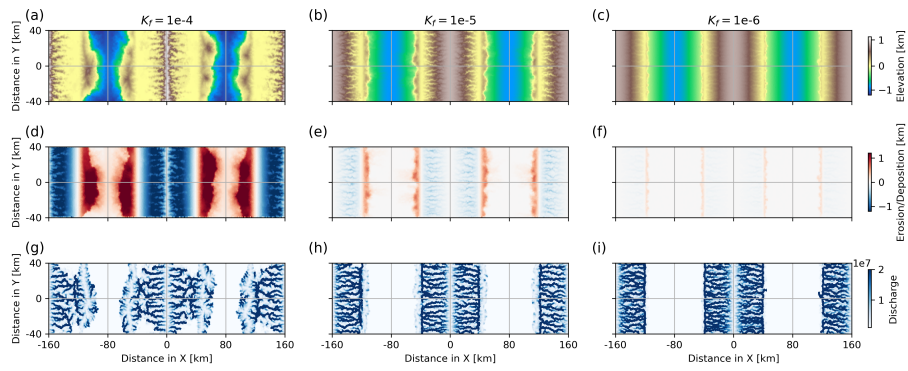 (a) K_f = 1e-4 (b) K_f = 1e-5 (c) K_f = 1e-6
40
0
-40
Distance in Y [km]
1
0
-1
Elevation [km]
(d) (e) (f)
40
0
-40
Distance in Y [km]
1
0
-1
Erosion/Deposition [km]
(g) (h) (i)
40
0
-40
Distance in Y [km]
1e7
2
1
Discharge
-160 -80 0 80 160 -160 -80 0 80 160 -160 -80 0 80 160
Distance in X [km] Distance in X [km] Distance in X [km]